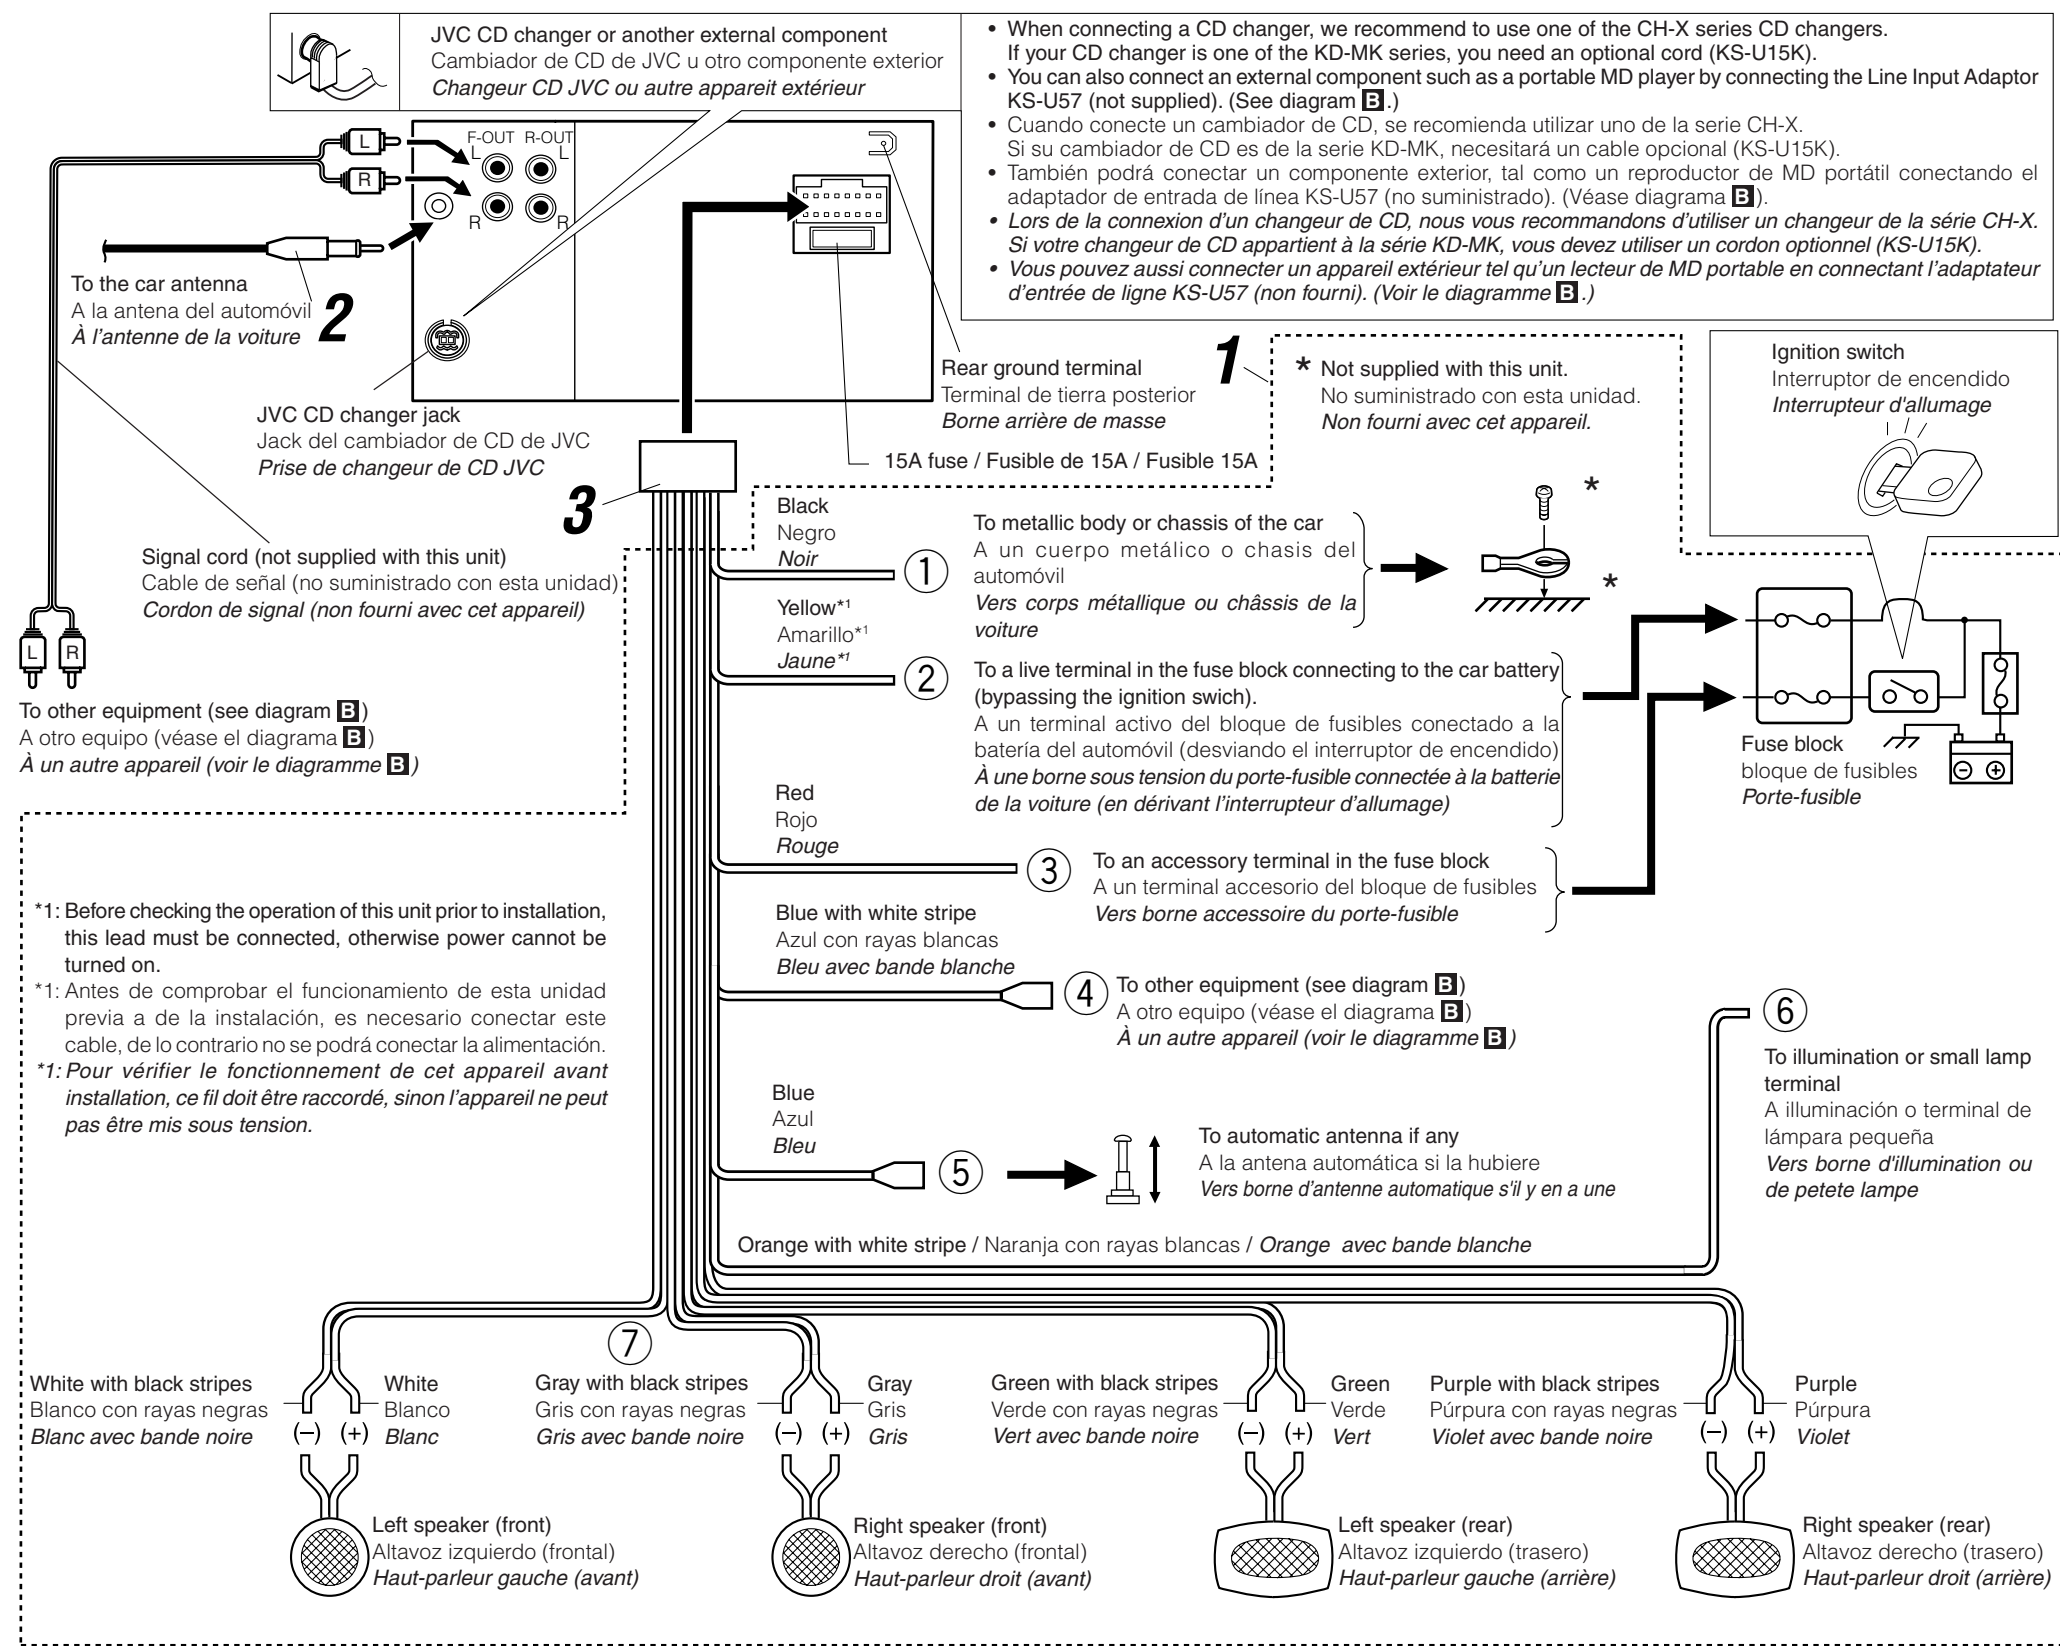 JVC CD changer or another external component
Cambiador de CD de JVC u otro componente exterior
Changeur CD JVC ou autre appareit extérieur
• When connecting a CD changer, we recommend to use one of the CH-X series CD changers.
If your CD changer is one of the KD-MK series, you need an optional cord (KS-U15K).
• You can also connect an external component such as a portable MD player by connecting the Line Input Adaptor
KS-U57 (not supplied). (See diagram B .)
• Cuando conecte un cambiador de CD, se recomienda utilizar uno de la serie CH-X.
Si su cambiador de CD es de la serie KD-MK, necesitará un cable opcional (KS-U15K).
• También podrá conectar un componente exterior, tal como un reproductor de MD portátil conectando el
adaptador de entrada de línea KS-U57 (no suministrado). (Véase diagrama B ).
• Lors de la connexion d'un changeur de CD, nous vous recommandons d'utiliser un changeur de la série CH-X.
Si votre changeur de CD appartient à la série KD-MK, vous devez utiliser un cordon optionnel (KS-U15K).
• Vous pouvez aussi connecter un appareil extérieur tel qu'un lecteur de MD portable en connectant l'adaptateur
d'entrée de ligne KS-U57 (non fourni). (Voir le diagramme B .)
L
R
F-OUT R-OUT
L L
R R
To the car antenna
A la antena del automóvil
À l'antenne de la voiture
2
JVC CD changer jack
Jack del cambiador de CD de JVC
Prise de changeur de CD JVC
Rear ground terminal
Terminal de tierra posterior
Borne arrière de masse
15A fuse / Fusible de 15A / Fusible 15A
1
* Not supplied with this unit.
No suministrado con esta unidad.
Non fourni avec cet appareil.
Ignition switch
Interruptor de encendido
Interrupteur d'allumage
3
Signal cord (not supplied with this unit)
Cable de señal (no suministrado con esta unidad)
Cordon de signal (non fourni avec cet appareil)
L R
To other equipment (see diagram B )
A otro equipo (véase el diagrama B )
À un autre appareil (voir le diagramme B )
Black
Negro
Noir
①
To metallic body or chassis of the car
A un cuerpo metálico o chasis del
automóvil
Vers corps métallique ou châssis de la
voiture
*
*
Yellow*1
Amarillo*1
Jaune*1
②
To a live terminal in the fuse block connecting to the car battery
(bypassing the ignition swich).
A un terminal activo del bloque de fusibles conectado a la
batería del automóvil (desviando el interruptor de encendido)
À une borne sous tension du porte-fusible connectée à la batterie
de la voiture (en dérivant l'interrupteur d'allumage)
Fuse block
bloque de fusibles
Porte-fusible
Red
Rojo
Rouge
③
To an accessory terminal in the fuse block
A un terminal accesorio del bloque de fusibles
Vers borne accessoire du porte-fusible
*1: Before checking the operation of this unit prior to installation,
this lead must be connected, otherwise power cannot be
turned on.
*1: Antes de comprobar el funcionamiento de esta unidad
previa a de la instalación, es necesario conectar este
cable, de lo contrario no se podrá conectar la alimentación.
*1: Pour vérifier le fonctionnement de cet appareil avant
installation, ce fil doit être raccordé, sinon l'appareil ne peut
pas être mis sous tension.
Blue with white stripe
Azul con rayas blancas
Bleu avec bande blanche
④
To other equipment (see diagram B )
A otro equipo (véase el diagrama B )
À un autre appareil (voir le diagramme B )
Blue
Azul
Bleu
⑤
To automatic antenna if any
A la antena automática si la hubiere
Vers borne d'antenne automatique s'il y en a une
⑥
To illumination or small lamp
terminal
A illuminación o terminal de
lámpara pequeña
Vers borne d'illumination ou
de petete lampe
Orange with white stripe / Naranja con rayas blancas / Orange avec bande blanche
⑦
White with black stripes
Blanco con rayas negras
Blanc avec bande noire
(−) (+)
White
Blanco
Blanc
Gray with black stripes
Gris con rayas negras
Gris avec bande noire
(−) (+)
Gray
Gris
Gris
Green with black stripes
Verde con rayas negras
Vert avec bande noire
(−) (+)
Green
Verde
Vert
Purple with black stripes
Púrpura con rayas negras
Violet avec bande noire
(−) (+)
Purple
Púrpura
Violet
Left speaker (front)
Altavoz izquierdo (frontal)
Haut-parleur gauche (avant)
Right speaker (front)
Altavoz derecho (frontal)
Haut-parleur droit (avant)
Left speaker (rear)
Altavoz izquierdo (trasero)
Haut-parleur gauche (arrière)
Right speaker (rear)
Altavoz derecho (trasero)
Haut-parleur droit (arrière)